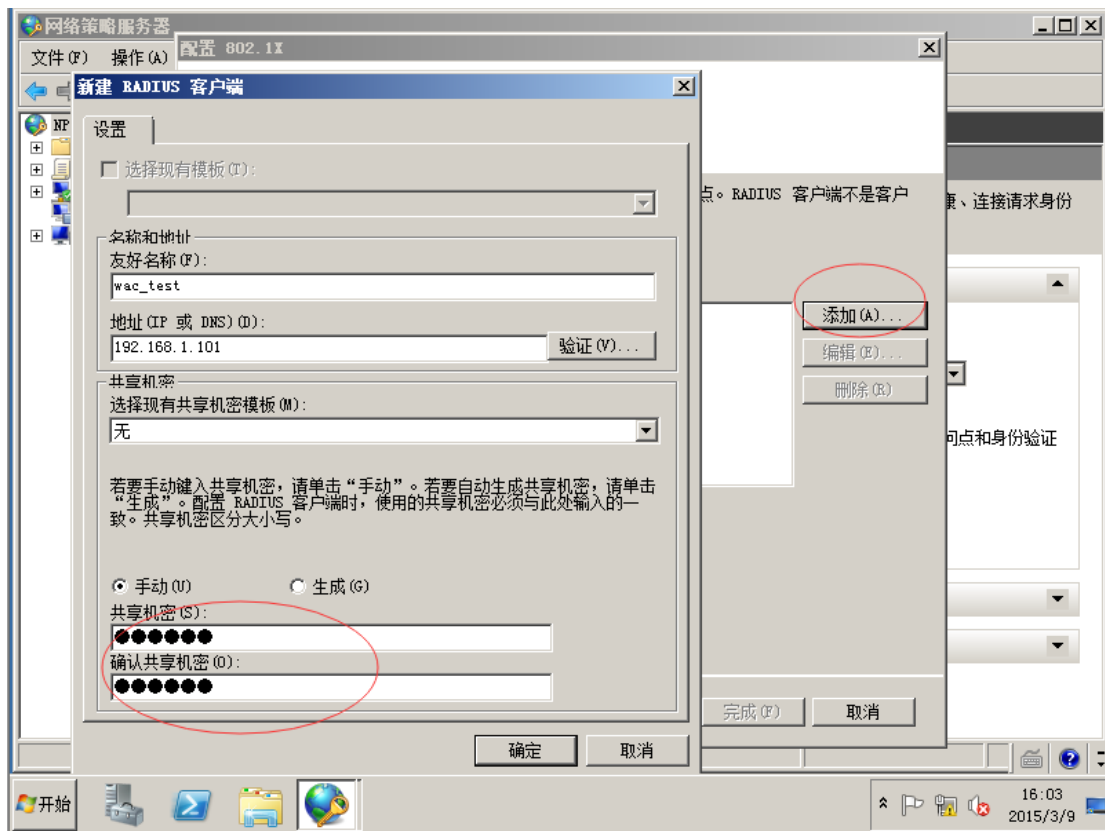 网络策略服务器
文件(F) 操作(A)
配置 802.1X
新建 RADIUS 客户端
NP
设置
选择现有模板(T):
点。RADIUS 客户端不是客户
康、连接请求身份
名称和地址
友好名称(F):
wac_test
地址(IP 或 DNS)(D):
192.168.1.101
验证(V)...
添加(A)...
编辑(E)...
删除(R)
共享机密
选择现有共享机密模板(M):
无
问点和身份验证
若要手动键入共享机密，请单击“手动”。若要自动生成共享机密，请单击
“生成”。配置 RADIUS 客户端时，使用的共享机密必须与此处输入的一
致。共享机密区分大小写。
手动(U)
生成(G)
共享机密(S):
●●●●●●
确认共享机密(O):
●●●●●●
完成(F)
取消
确定
取消
开始
16:03
2015/3/9